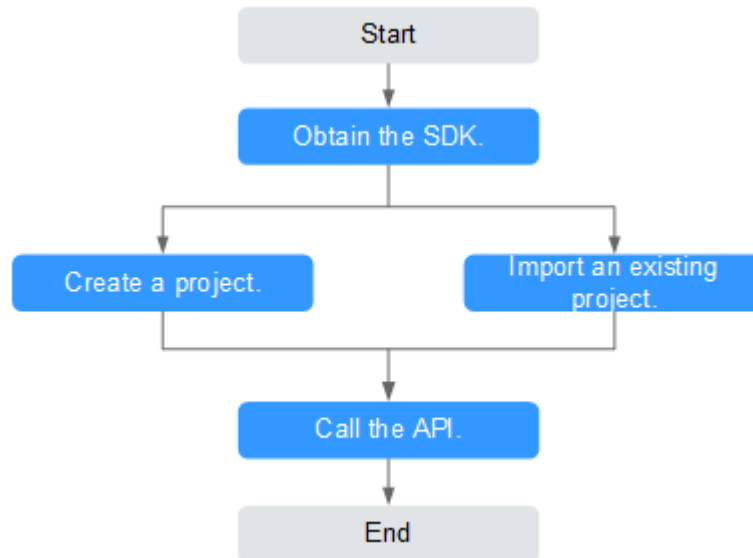 Start
Obtain the SDK.
Create a project.
Import an existing
project.
Call the API.
End